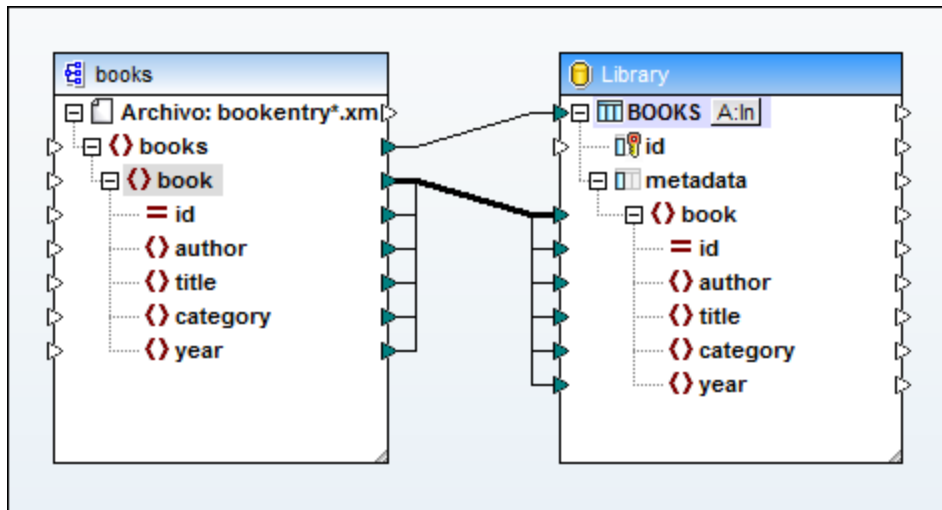 books
Archivo: bookentry*.xml
books
book
id
author
title
category
year
Library
BOOKS A:In
id
metadata
book
id
author
title
category
year